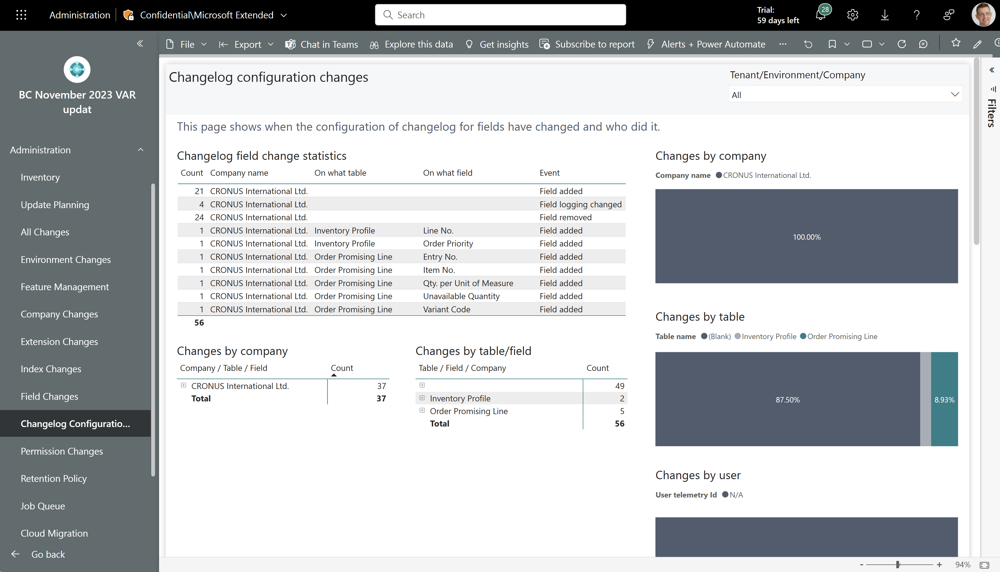 Administration
Confidential\Microsoft Extended
Search
Trial:
59 days left
28
File
Export
Chat in Teams
Explore this data
Get insights
Subscribe to report
Alerts + Power Automate
BC November 2023 VAR
updat
Administration
Inventory
Update Planning
All Changes
Environment Changes
Feature Management
Company Changes
Extension Changes
Index Changes
Field Changes
Changelog Configuratio...
Permission Changes
Retention Policy
Job Queue
Cloud Migration
Go back
Changelog configuration changes
Tenant/Environment/Company
All
Filters
This page shows when the configuration of changelog for fields have changed and who did it.
Changelog field change statistics
Count Company name On what table On what field Event
21 CRONUS International Ltd. Field added
4 CRONUS International Ltd. Field logging changed
24 CRONUS International Ltd. Field removed
1 CRONUS International Ltd. Inventory Profile Line No. Field added
1 CRONUS International Ltd. Inventory Profile Order Priority Field added
1 CRONUS International Ltd. Order Promising Line Entry No. Field added
1 CRONUS International Ltd. Order Promising Line Item No. Field added
1 CRONUS International Ltd. Order Promising Line Qty. per Unit of Measure Field added
1 CRONUS International Ltd. Order Promising Line Unavailable Quantity Field added
1 CRONUS International Ltd. Order Promising Line Variant Code Field added
56
Changes by company
Company / Table / Field Count
CRONUS International Ltd. 37
Total 37
Changes by table/field
Table / Field / Company Count
49
Inventory Profile 2
Order Promising Line 5
Total 56
Changes by company
Company name CRONUS International Ltd.
100.00%
Changes by table
Table name (Blank) Inventory Profile Order Promising Line
87.50% 8.93%
Changes by user
User telemetry Id N/A
- + 94%